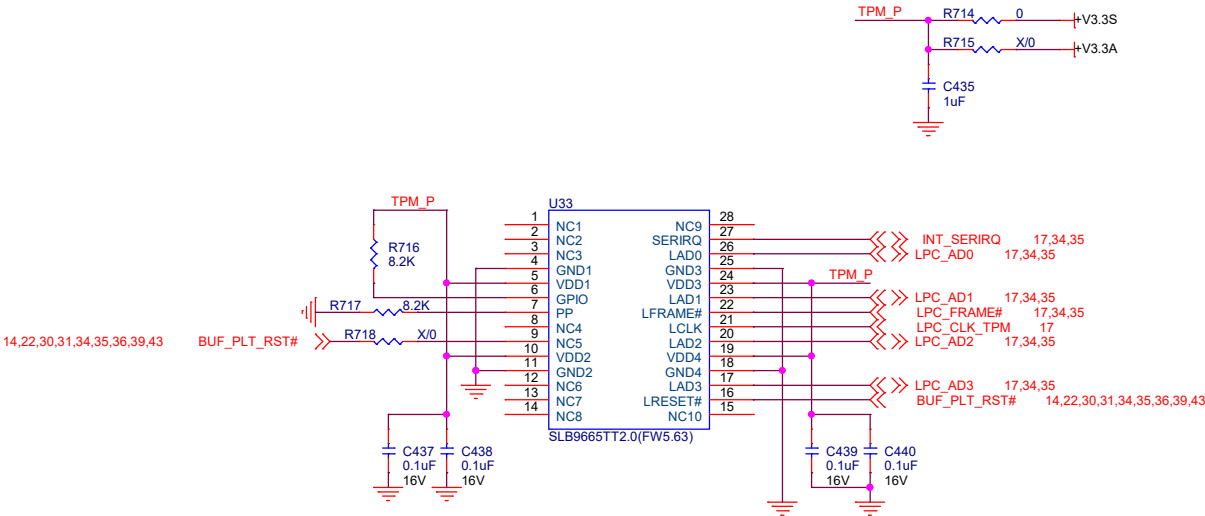 TPM_P R714 0 +V3.3S
R715 X/0 +V3.3A
C435
1uF
TPM_P U33
1 NC1 NC9 28
2 NC2 SERIRQ 27 INT_SERIRQ 17,34,35
3 NC3 LAD0 26 LPC_AD0 17,34,35
R716
8.2K
4 GND1 GND3 25
5 VDD1 VDD3 24 TPM_P
6 GPIO LAD1 23 LPC_AD1 17,34,35
R717 8.2K 7 PP LFRAME# 22 LPC_FRAME# 17,34,35
8 NC4 LCLK 21 LPC_CLK_TPM 17
14,22,30,31,34,35,36,39,43 BUF_PLT_RST# R718 X/0 9 NC5 LAD2 20 LPC_AD2 17,34,35
10 VDD2 VDD4 19
11 GND2 GND4 18
12 NC6 LAD3 17 LPC_AD3 17,34,35
13 NC7 LRESET# 16 BUF_PLT_RST# 14,22,30,31,34,35,36,39,43
14 NC8 NC10 15
SLB9665TT2.0(FW5.63)
C437 C438 C439 C440
0.1uF 0.1uF 0.1uF 0.1uF
16V 16V 16V 16V